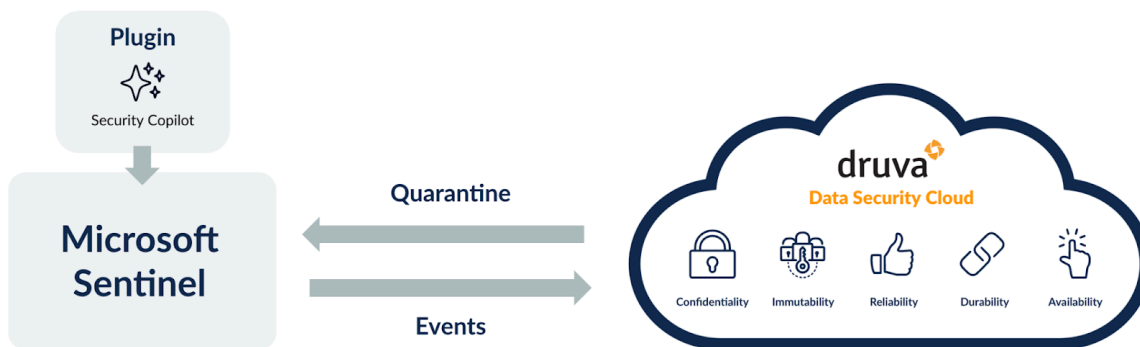 Plugin
Security Copilot
Microsoft
Sentinel
Quarantine
Events
druva
Data Security Cloud
Confidentiality
Immutability
Reliability
Durability
Availability